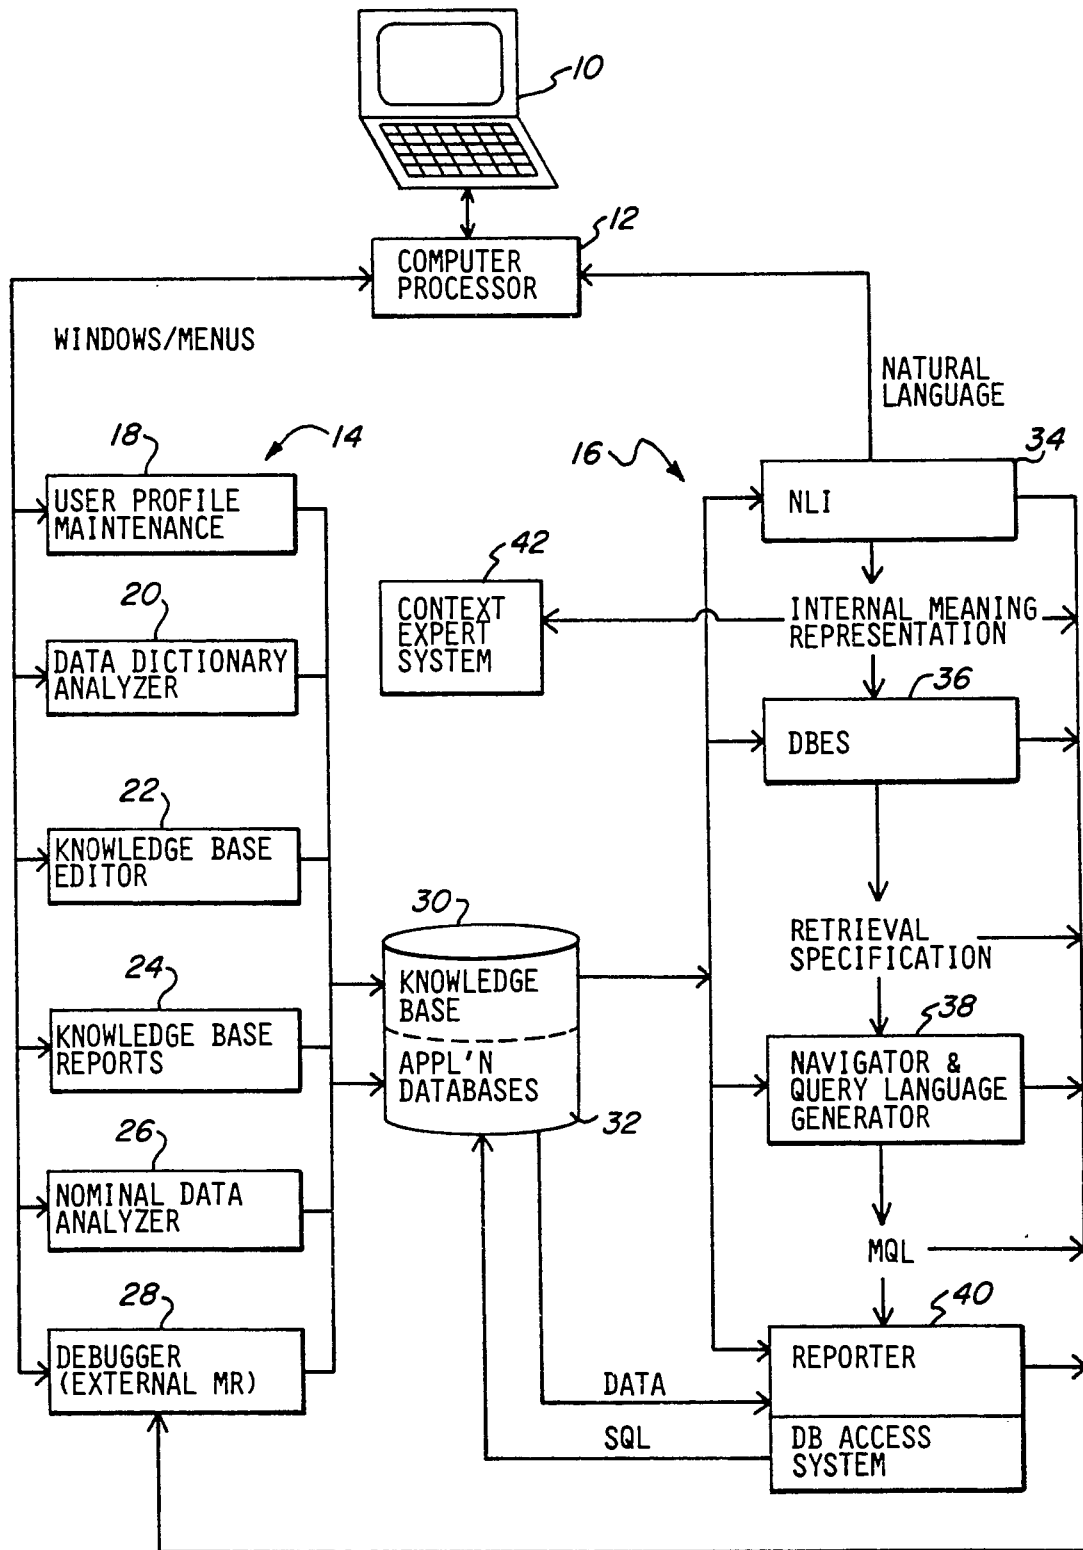 10
12
COMPUTER
PROCESSOR
WINDOWS/MENUS
NATURAL
LANGUAGE
18
14
16
34
USER PROFILE
MAINTENANCE
NLI
42
20
CONTEXT
EXPERT
SYSTEM
INTERNAL MEANING
REPRESENTATION
DATA DICTIONARY
ANALYZER
36
DBES
22
KNOWLEDGE BASE
EDITOR
30
RETRIEVAL
SPECIFICATION
24
KNOWLEDGE
BASE
KNOWLEDGE BASE
REPORTS
38
APPL'N
DATABASES
NAVIGATOR &
QUERY LANGUAGE
GENERATOR
32
26
NOMINAL DATA
ANALYZER
MQL
28
40
DEBUGGER
(EXTERNAL MR)
REPORTER
DATA
SQL
DB ACCESS
SYSTEM